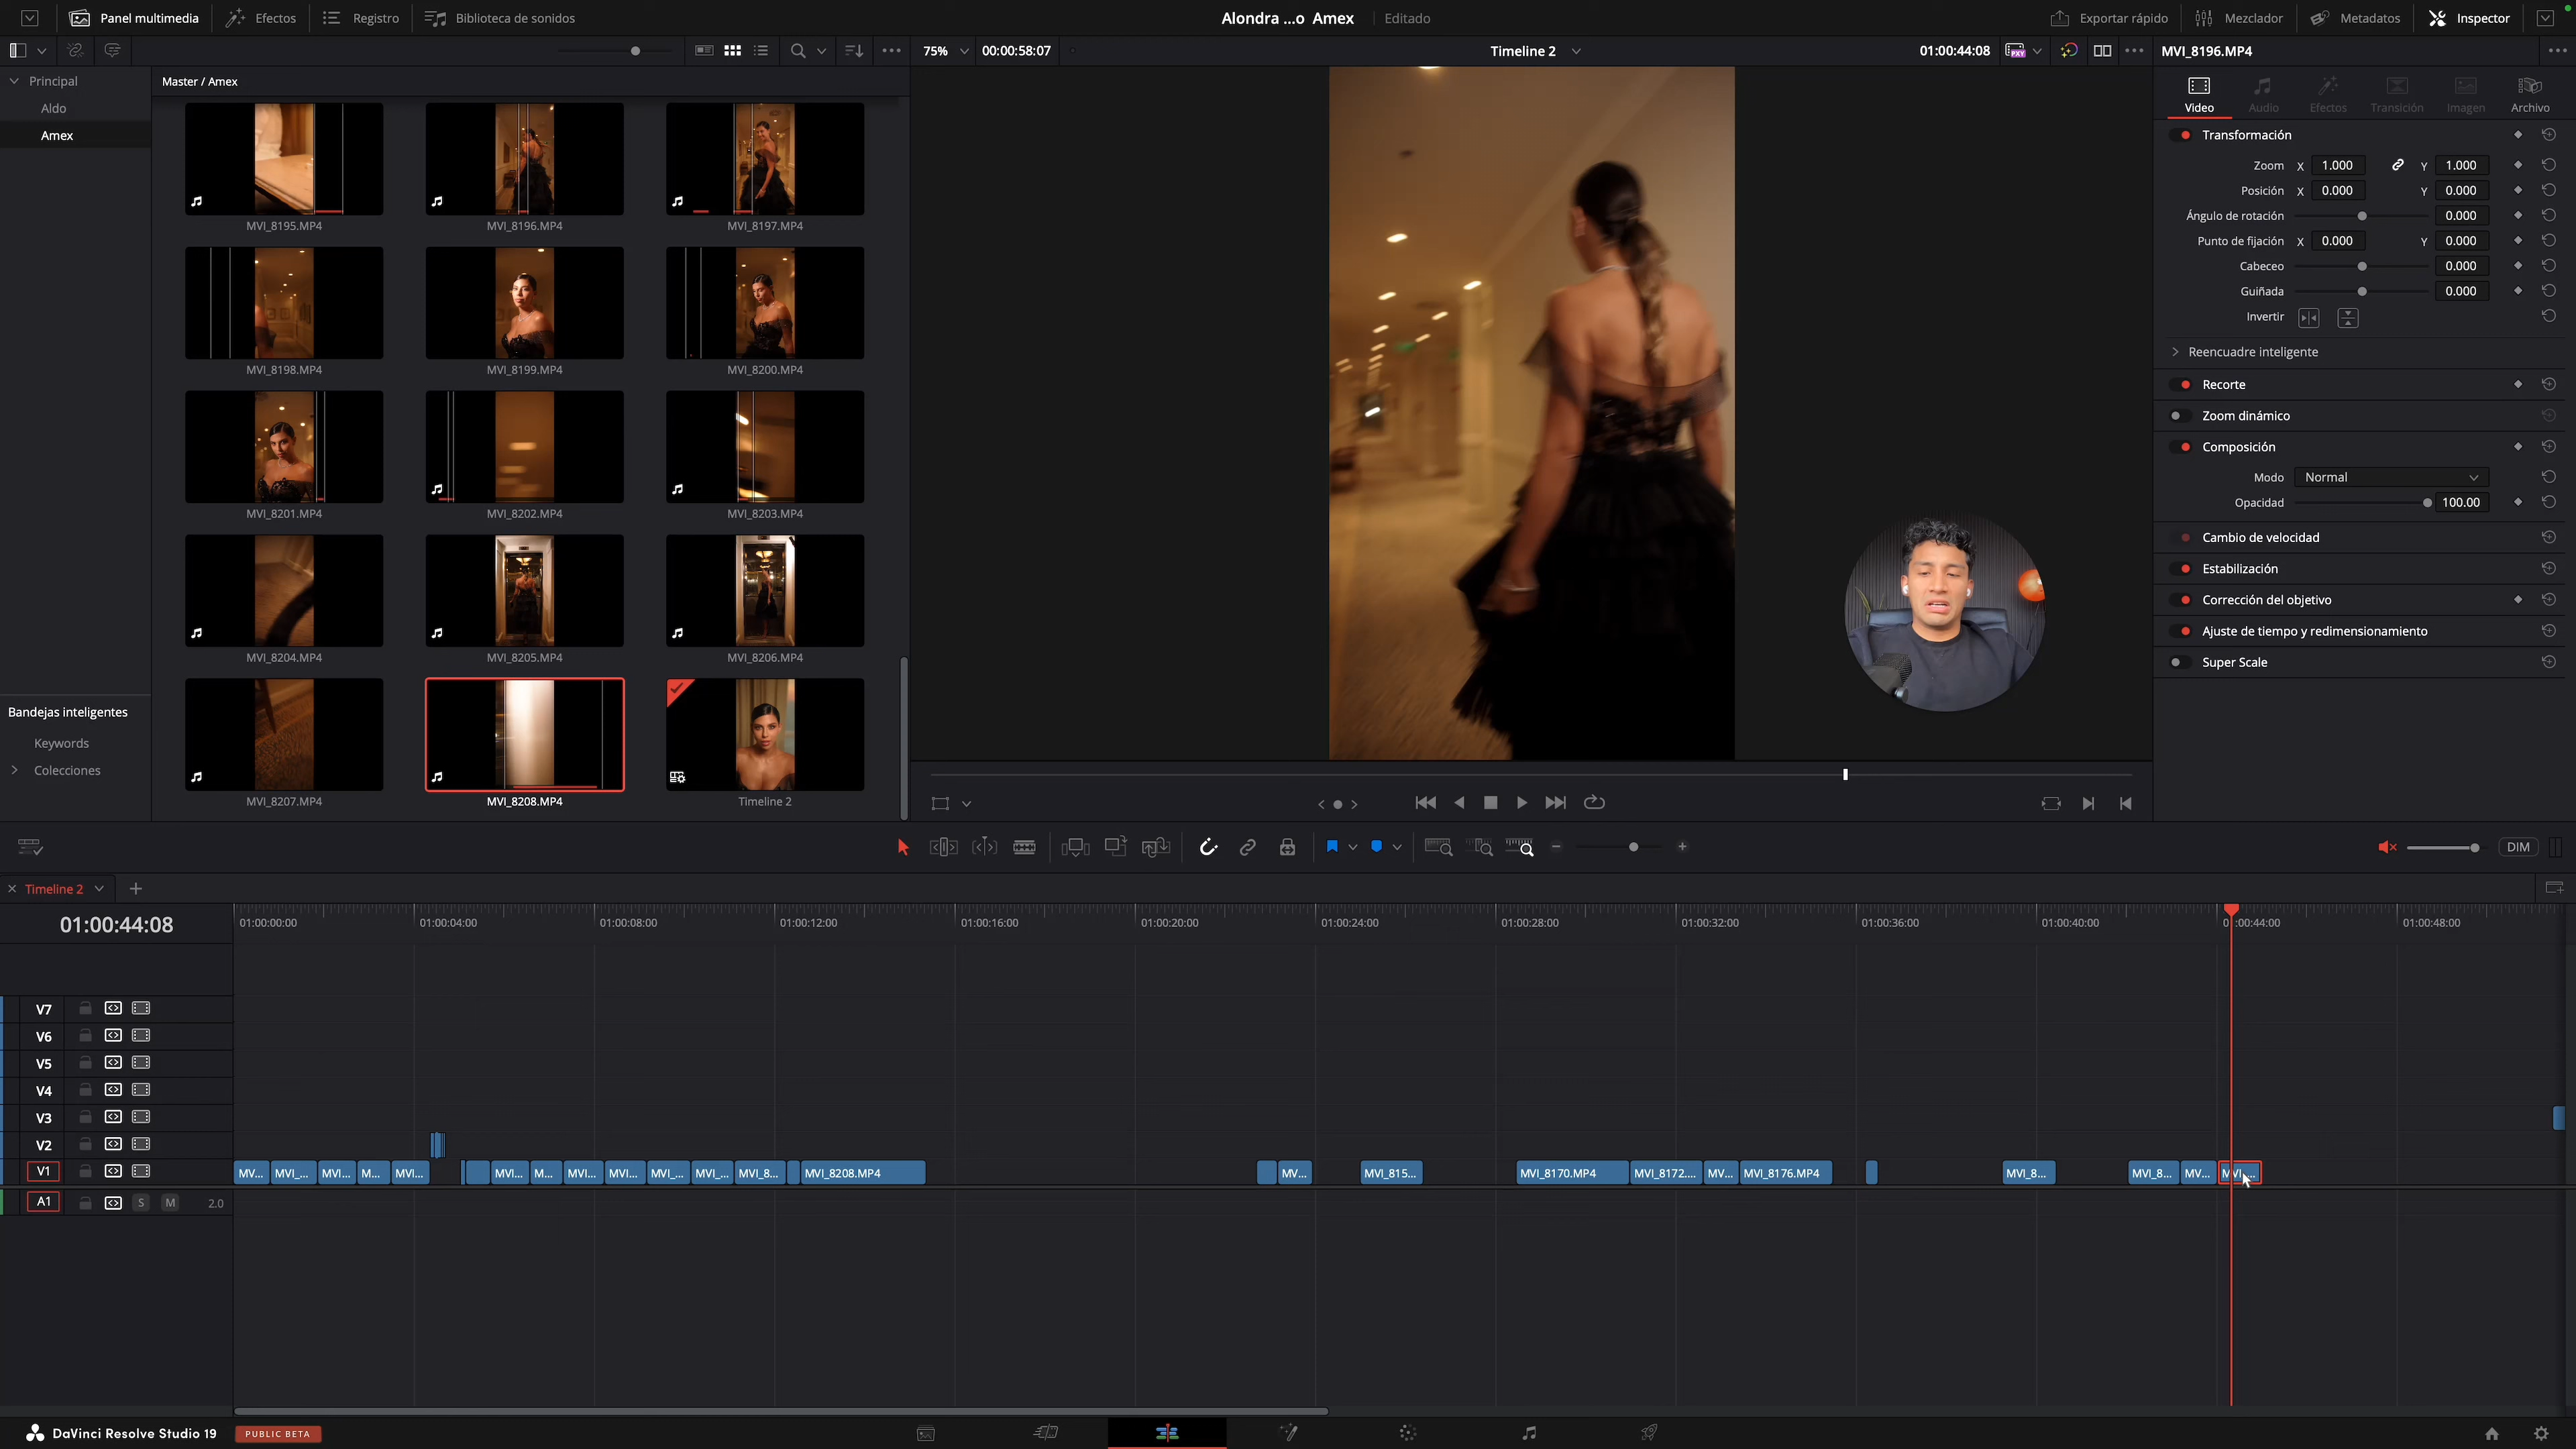 Panel multimedia Efectos Registro Biblioteca de sonidos Alondra ...o Amex Editado Exportar rápido Mezclador Metadatos Inspector
75% 00:00:58:07 Timeline 2 01:00:44:08 MVI_8196.MP4
Principal
Aldo
Amex
Master / Amex
MVI_8195.MP4 MVI_8196.MP4 MVI_8197.MP4
MVI_8198.MP4 MVI_8199.MP4 MVI_8200.MP4
MVI_8201.MP4 MVI_8202.MP4 MVI_8203.MP4
MVI_8204.MP4 MVI_8205.MP4 MVI_8206.MP4
MVI_8207.MP4 MVI_8208.MP4 Timeline 2
Bandejas inteligentes
Keywords
Colecciones
Video Audio Efectos Transición Imagen Archivo
Transformación
Zoom X 1.000 Y 1.000
Posición X 0.000 Y 0.000
Ángulo de rotación 0.000
Punto de fijación X 0.000 Y 0.000
Cabeceo 0.000
Guiñada 0.000
Invertir
Reencuadre inteligente
Recorte
Zoom dinámico
Composición
Modo Normal
Opacidad 100.00
Cambio de velocidad
Estabilización
Corrección del objetivo
Ajuste de tiempo y redimensionamiento
Super Scale
DIM
Timeline 2
01:00:44:08
01:00:00:00 01:00:04:00 01:00:08:00 01:00:12:00 01:00:16:00 01:00:20:00 01:00:24:00 01:00:28:00 01:00:32:00 01:00:36:00 01:00:40:00 01:00:44:00 01:00:48:00
V7
V6
V5
V4
V3
V2
V1 MV... MVI_... MVI... M... MVI... MVI... M... MVI... MVI... MVI_... MVI_... MVI_8... MVI_8208.MP4 MV... MVI_815... MVI_8170.MP4 MVI_8172.... MV... MVI_8176.MP4 MVI_8... MVI_8... MV...
A1 S M 2.0
DaVinci Resolve Studio 19 PUBLIC BETA